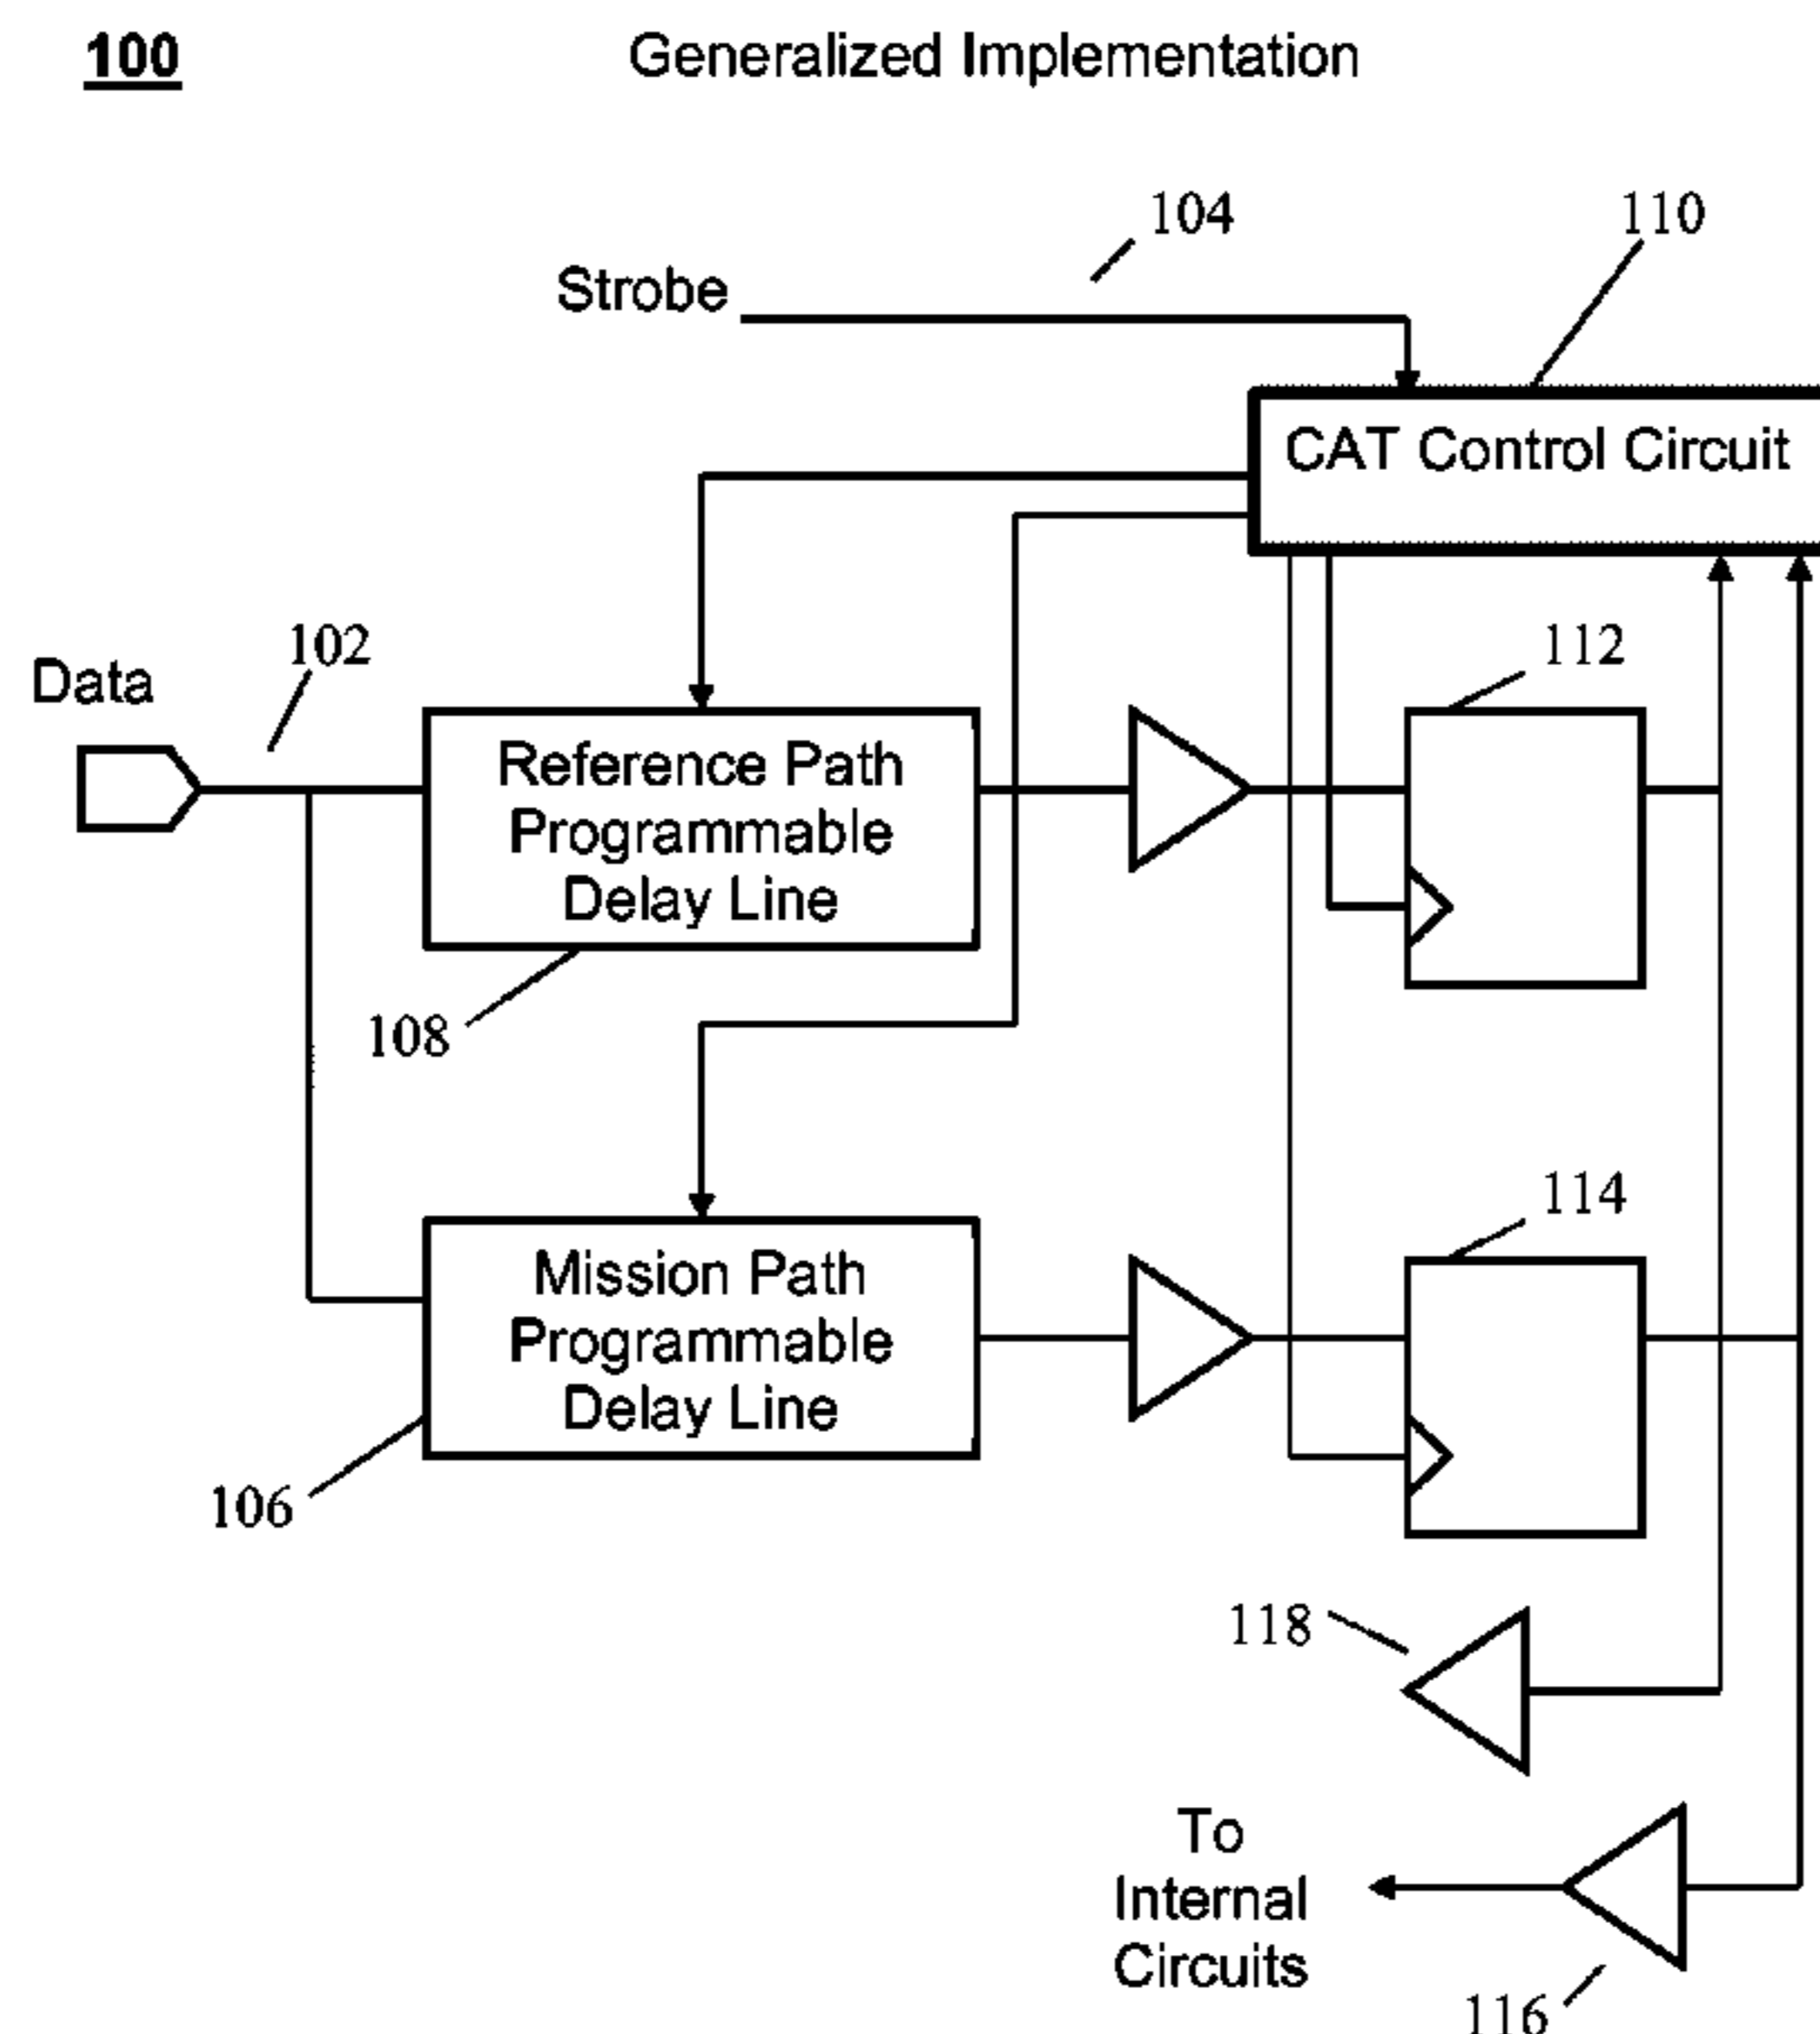 100
Generalized Implementation
104
110
Strobe
CAT Control Circuit
102
112
Data
Reference Path
Programmable
Delay Line
108
114
Mission Path
Programmable
Delay Line
106
118
To
Internal
Circuits
116